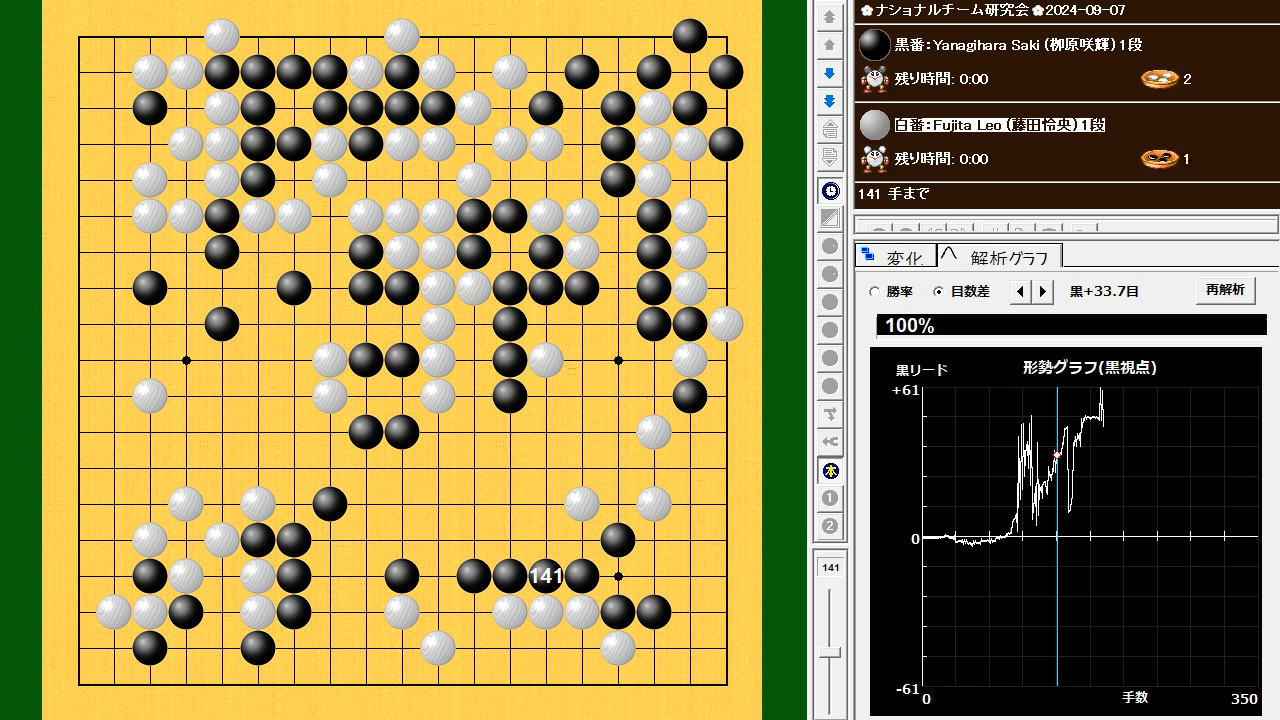 141
✿ナショナルチーム研究会✿2024-09-07
黒番:Yanagihara Saki (柳原咲輝) 1段
残り時間: 0:00
2
白番:Fujita Leo (藤田怜央) 1段
残り時間: 0:00
1
141 手まで
本
1
2
141
変化
解析グラフ
勝率
目数差
黒+33.7目
再解析
100%
形勢グラフ(黒視点)
黒リード
+61
0
-61
0
手数
350